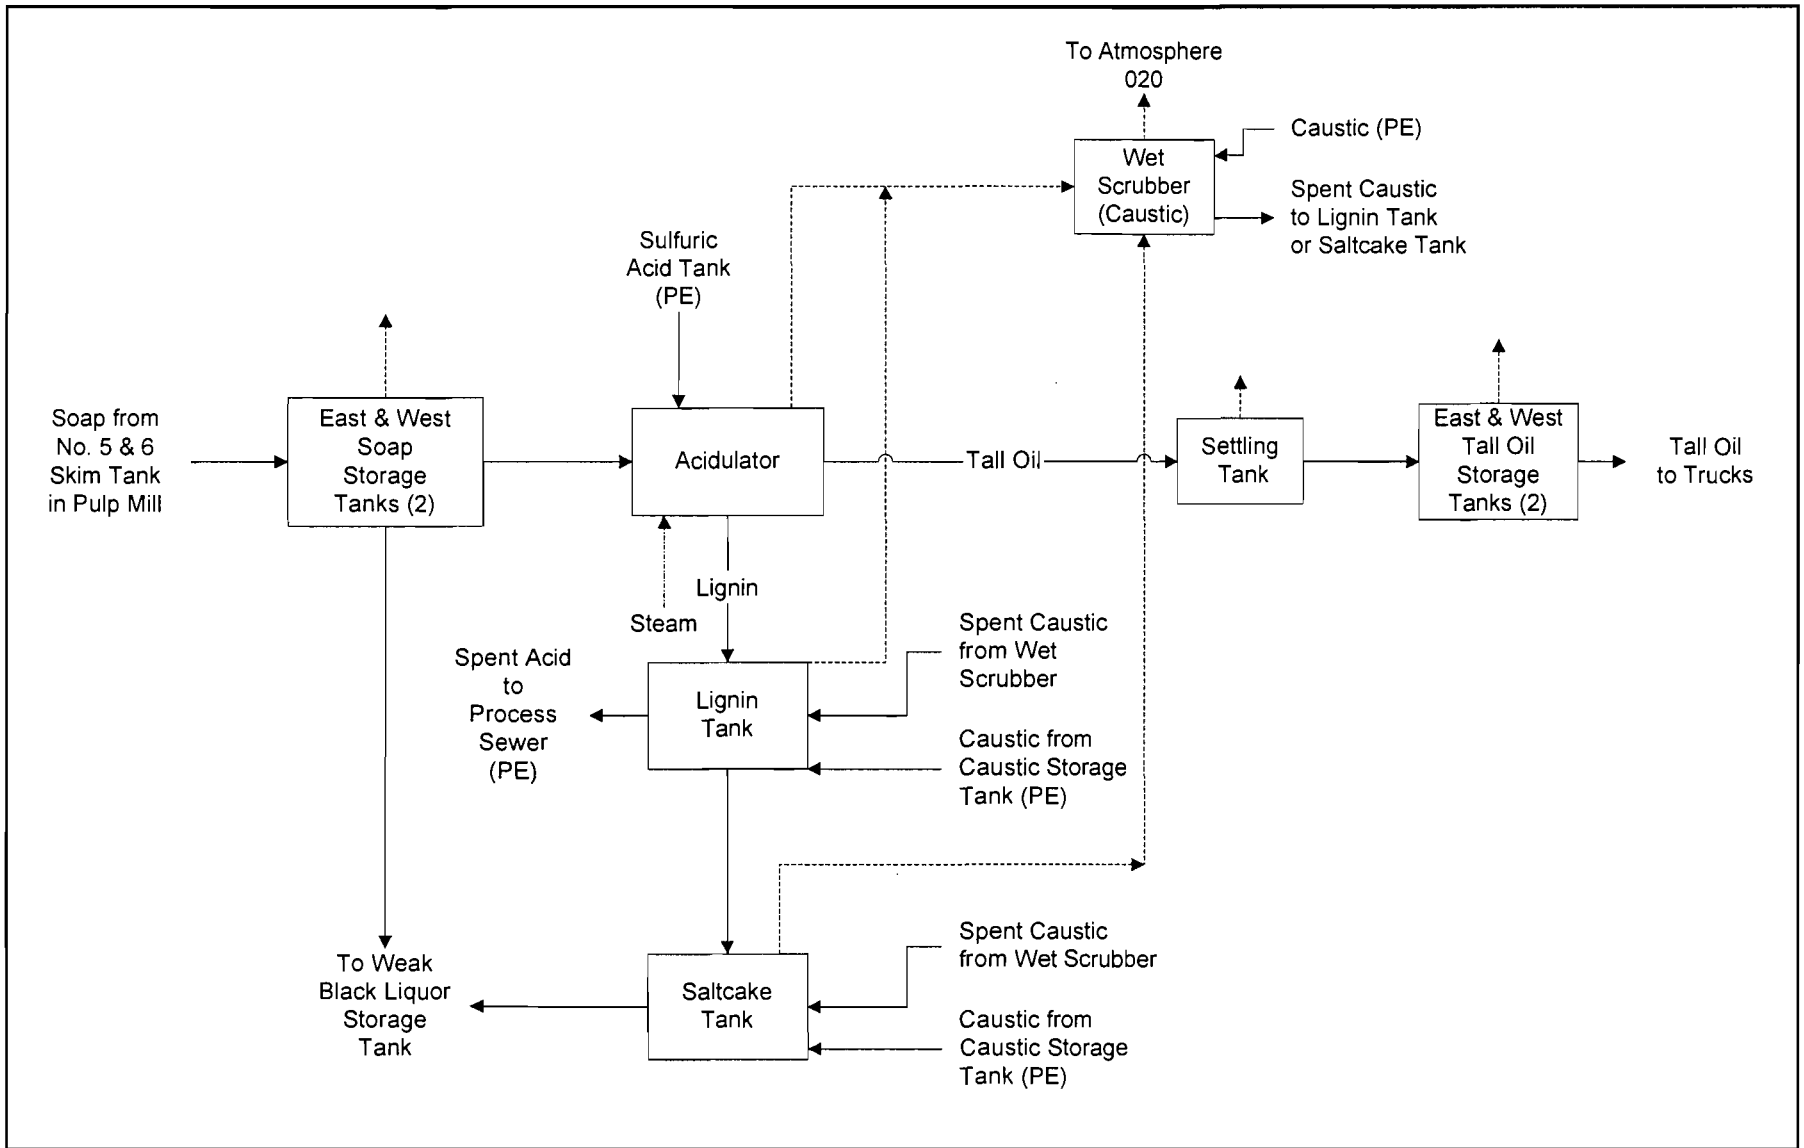 To Atmosphere
020
Caustic (PE)
Wet
Scrubber
(Caustic)
Spent Caustic
to Lignin Tank
or Saltcake Tank
Sulfuric
Acid Tank
(PE)
Soap from
No. 5 & 6
Skim Tank
in Pulp Mill
East & West
Soap
Storage
Tanks (2)
Acidulator
Tall Oil
Settling
Tank
East & West
Tall Oil
Storage
Tanks (2)
Tall Oil
to Trucks
Lignin
Steam
Spent Acid
to
Process
Sewer
(PE)
Lignin
Tank
Spent Caustic
from Wet
Scrubber
Caustic from
Caustic Storage
Tank (PE)
To Weak
Black Liquor
Storage
Tank
Saltcake
Tank
Spent Caustic
from Wet Scrubber
Caustic from
Caustic Storage
Tank (PE)